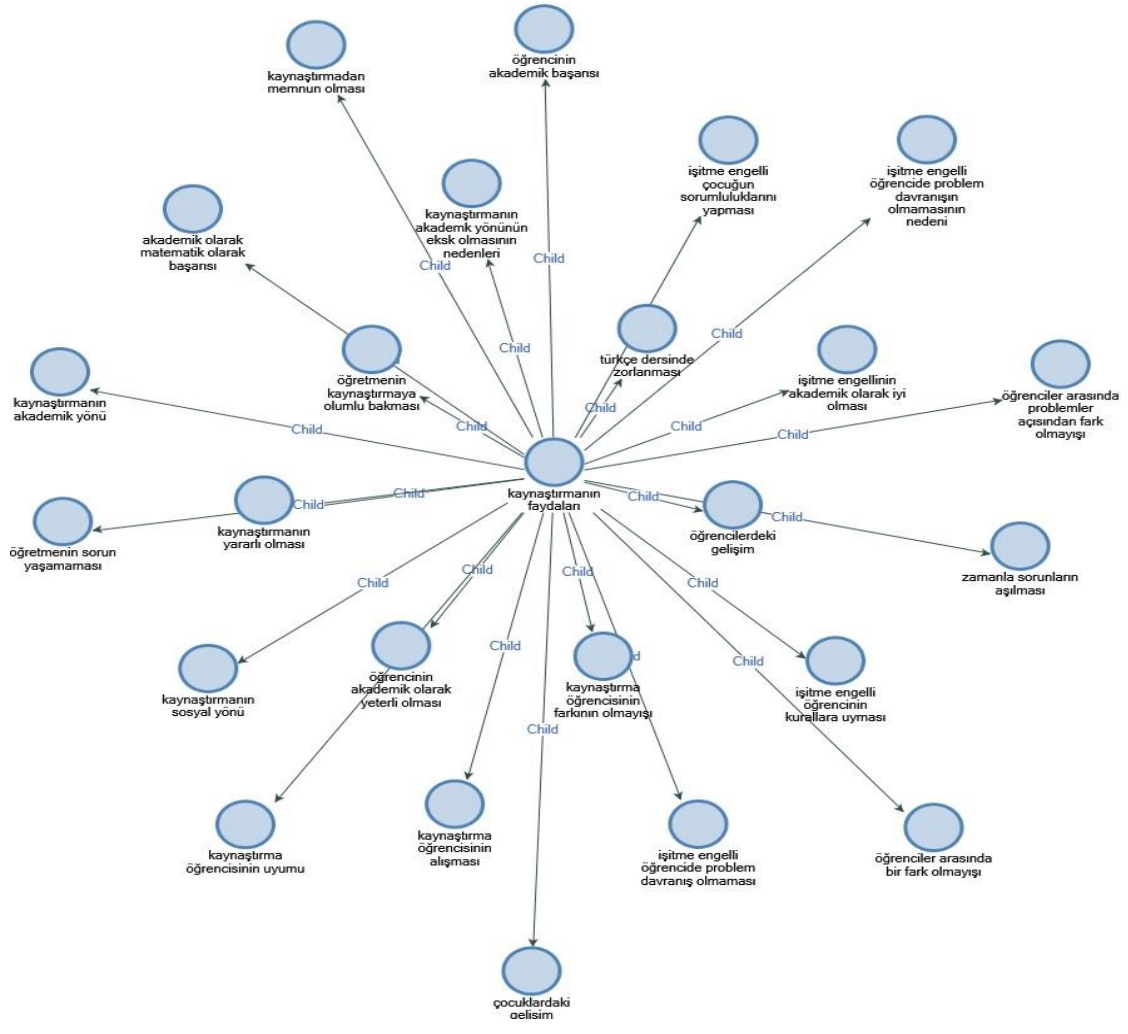 kaynaştırmadan
memnun olması
öğrencinin
akademik başarısı
işitme engelli
çocuğun
sorumluluklarını
yapması
işitme engelli
öğrencide problem
davranışın
olmamasının
nedeni
kaynaştırmanın
akademk yönünün
eksk olmasının
nedenleri
akademik olarak
matematik olarak
başarısı
Child
Child
Child
Child
Child
türkçe dersinde
zorlanması
öğretmenin
kaynaştırmaya
olumlu bakması
işitme engellinin
akademik olarak iyi
olması
öğrenciler arasında
problemler
açısından fark
olmayışı
kaynaştırmanın
akademik yönü
Child
Child
Child
Child
Child
kaynaştırmanın
faydaları
Child
Child
Child
Child
kaynaştırmanın
yararlı olması
öğretmenin sorun
yaşamaması
öğrencilerdeki
gelişim
zamanla sorunların
aşılması
Child
Child
Child
Child
Child
Child
Child
kaynaştırmanın
sosyal yönü
öğrencinin
akademik olarak
yeterli olması
kaynaştırma
öğrencisinin
farkının olmayışı
işitme engelli
öğrencinin
kurallara uyması
Child
kaynaştırma
öğrencisinin uyumu
kaynaştırma
öğrencisinin
alışması
işitme engelli
öğrencide problem
davranış olmaması
öğrenciler arasında
bir fark olmayışı
çocuklardaki
gelişim